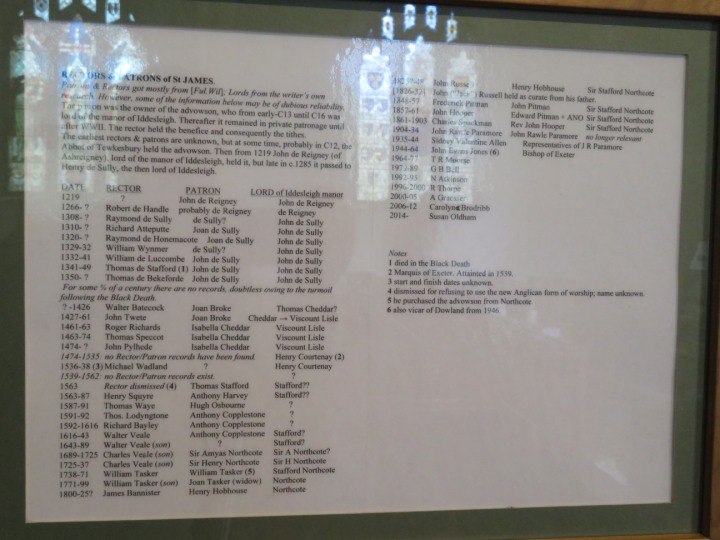 RECTORS & PATRONS of St JAMES.
Patrons & Rectors got mostly from [Ful.Wil]; Lords from the writer's own
research. However, some of the information below may be of dubious reliability.
The patron was the owner of the advowson, who from early-C13 until C16 was
lord of the manor of Iddesleigh. Thereafter it remained in private patronage until
after WWII. The rector held the benefice and consequently the tithes.
The earliest rectors & patrons are unknown, but at some time, probably in C12, the
Abbot of Tewkesbury held the advowson. Then from 1219 John de Reigney (of
lord of the manor of Iddesleigh, held it, but late in c.1285 it passed to
Henry de Sully, the then lord of Iddesleigh.
DATE RECTOR PATRON LORD of Iddesleigh manor
1219 ? John de Reigney John de Reigney
1266- ? Robert de Handle probably de Reigney de Reigney
1308- ? Raymond de Sully de Sully? John de Sully
1310- ? Richard Atteputte Joan de Sully John de Sully
1320- ? Raymond de Honemacote Joan de Sully John de Sully
1329-32 William Wynmer de Sully? John de Sully
1332-41 William de Luccombe John de Sully John de Sully
1341-49 Thomas de Stafford (1) John de Sully John de Sully
1350- ? Thomas de Bekeforde John de Sully John de Sully
For some ¾ of a century there are no records, doubtless owing to the turmoil
following the Black Death.
? -1426 Walter Batecock Joan Broke Thomas Cheddar?
1427-61 John Twete Joan Broke Cheddar → Viscount Lisle
1461-63 Roger Richards Isabella Cheddar Viscount Lisle
1463-74 Thomas Speccot Isabella Cheddar Viscount Lisle
1474- ? John Pylhede Isabella Cheddar Viscount Lisle
1474-1535: no Rector/Patron records have been found. Henry Courtenay (2)
1536-38 (3) Michael Wadland ? Henry Courtenay
1539-1562: no Rector/Patron records exist. ?
1563 Rector dismissed (4) Thomas Stafford Stafford??
1563-87 Henry Squyre Anthony Harvey Stafford??
1587-91 Thomas Waye Hugh Osbourne ?
1591-92 Thos. Lodyngtone Anthony Copplestone ?
1592-1616 Richard Bayley Anthony Copplestone ?
1616-43 Walter Veale Anthony Copplestone Stafford?
1643-89 Walter Veale (son) ? Stafford?
1689-1725 Charles Veale (son) Sir Amyas Northcote Sir A Northcote?
1725-37 Charles Veale (son) Sir Henry Northcote Sir H Northcote
1738-71 William Tasker William Tasker (5) Stafford Northcote
1771-99 William Tasker (son) Joan Tasker (widow) Northcote
1800-25? James Bannister Henry Hobhouse Northcote
John Henry Hobhouse Sir Stafford Northcote
[1826-32] John ("Jack") Russell held as curate from his father.
Frederick Pitman John Pitman Sir Stafford Northcote
1857-61 John Hooper Edward Pitman + ANO Sir Stafford Northcote
1861-1903 Charles Smackman Rev John Hooper Sir Stafford Northcote
1904-34 John Rawle Paramore John Rawle Paramore no longer relevant
1935-44 Sidney Valentine Allen Representatives of J R Paramore
1944-64 John Jones (6) Bishop of Exeter
T R
G H Bell
N Atkinson
1996-2000 R Thorpe
A
2006-12 Carolyne Brodribb
2014- Susan Oldham
Notes
1 died in the Black Death
2 Marquis of Exeter. Attainted in 1539.
3 start and finish dates unknown.
4 dismissed for refusing to use the new Anglican form of worship; name unknown.
5 he purchased the advowson from Northcote
6 also vicar of Dowland from 1946.